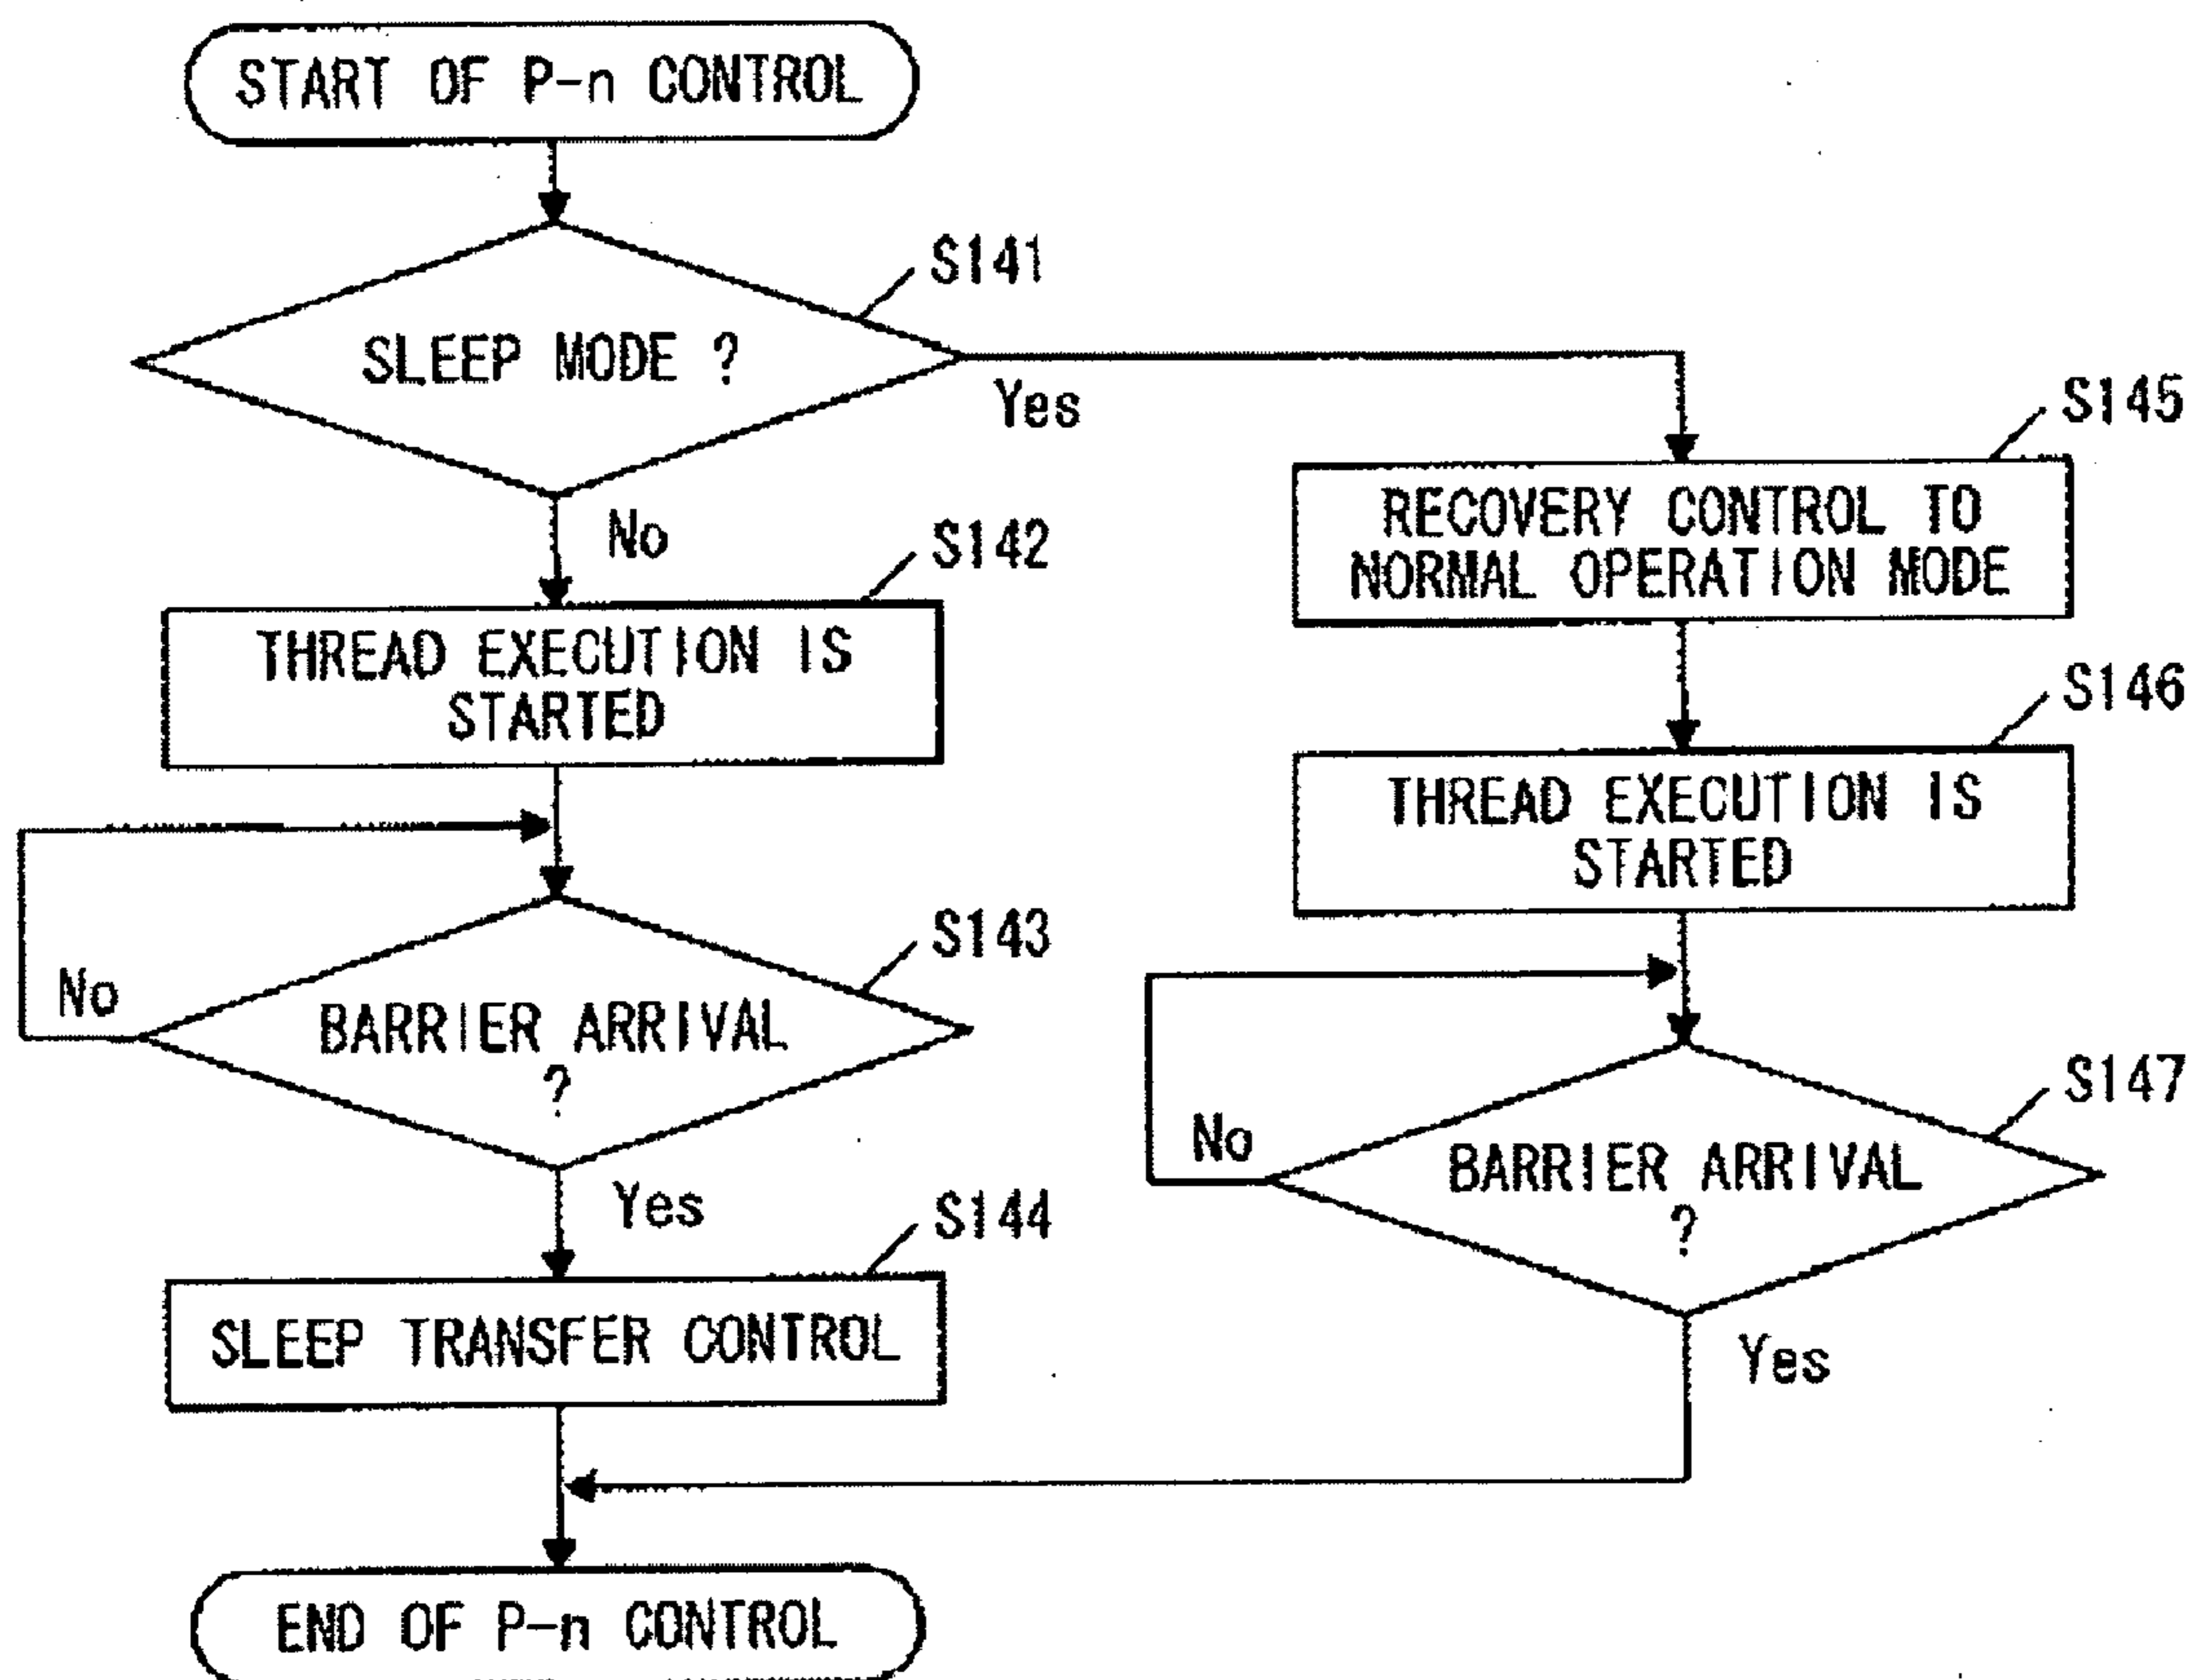 START OF P-n CONTROL
S141
SLEEP MODE ?
Yes
No
S142
THREAD EXECUTION IS
STARTED
S143
BARRIER ARRIVAL
?
No
Yes
S144
SLEEP TRANSFER CONTROL
S145
RECOVERY CONTROL TO
NORMAL OPERATION MODE
S146
THREAD EXECUTION IS
STARTED
S147
BARRIER ARRIVAL
?
No
Yes
END OF P-n CONTROL